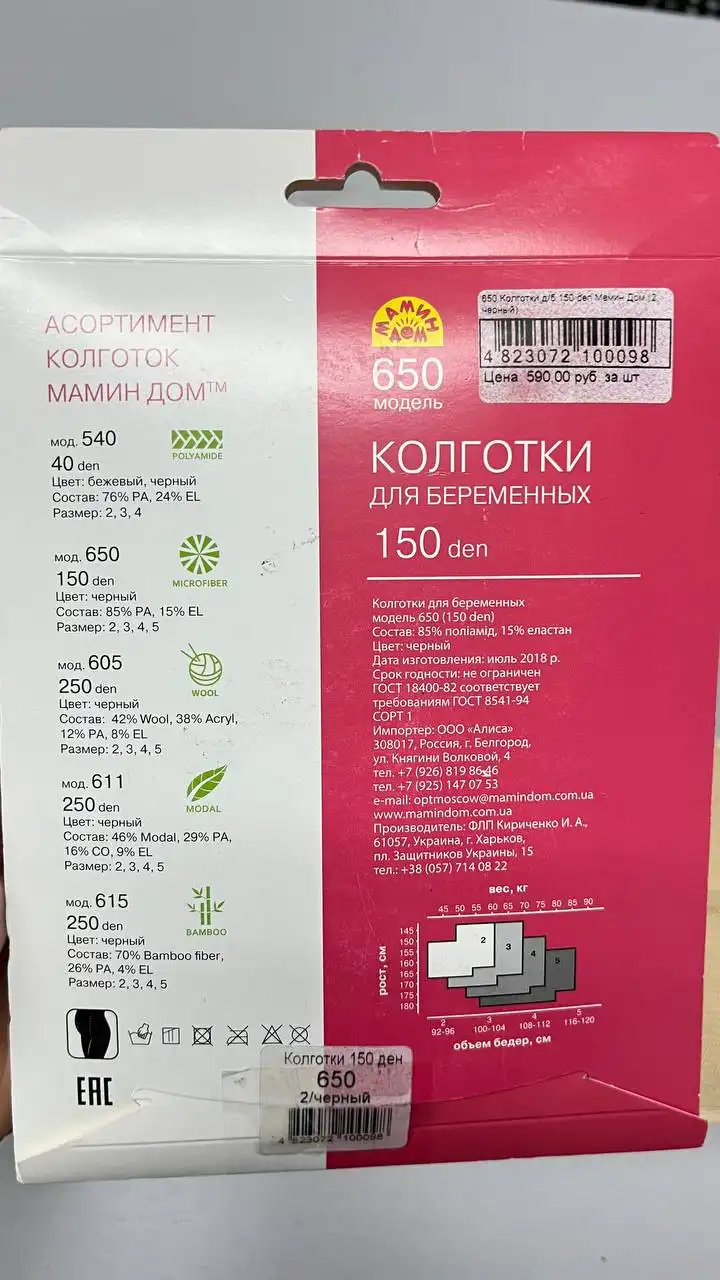 АСОРТИМЕНТ
КОЛГОТОК
МАМИН ДОМ™
мод. 540
POLYAMIDE
40 den
Цвет: бежевый, черный
Состав: 76% PA, 24% EL
Размер: 2, 3, 4
мод. 650
MICROFIBER
150 den
Цвет: черный
Состав: 85% PA, 15% EL
Размер: 2, 3, 4, 5
мод. 605
WOOL
250 den
Цвет: черный
Состав: 42% Wool, 38% Acryl,
12% PA, 8% EL
Размер: 2, 3, 4, 5
мод. 611
MODAL
250 den
Цвет: черный
Состав: 46% Modal, 29% PA,
16% CO, 9% EL
Размер: 2, 3, 4, 5
мод. 615
BAMBOO
250 den
Цвет: черный
Состав: 70% Bamboo fiber,
26% PA, 4% EL
Размер: 2, 3, 4, 5
EAC
МАМИН
ДОМ
650
модель
650 Колготки д/б 150 den Мамин Дом (2,
черный)
4 823072 100098
Цена 590.00 руб. за шт
КОЛГОТКИ
ДЛЯ БЕРЕМЕННЫХ
150 den
Колготки для беременных
модель 650 (150 den)
Состав: 85% поліамід, 15% еластан
Цвет: черный
Дата изготовления: июль 2018 р.
Срок годности: не ограничен
ГОСТ 18400-82 соответствует
требованиям ГОСТ 8541-94
СОРТ 1
Импортер: ООО «Алиса»
308017, Россия, г. Белгород,
ул. Княгини Волковой, 4
тел. +7 (926) 819 86 46
тел. +7 (925) 147 07 53
e-mail: optmoscow@mamindom.com.ua
www.mamindom.com.ua
Производитель: ФЛП Кириченко И. А.,
61057, Украина, г. Харьков,
пл. Защитников Украины, 15
тел.: +38 (057) 714 08 22
вес, кг
45 50 55 60 65 70 75 80 85 90
рост, см
145
150
155
160
165
170
175
180
2
3
4
5
2 3 4 5
92-96 100-104 108-112 116-120
объем бедер, см
Колготки 150 ден
650
2/черный
4 823072 100098